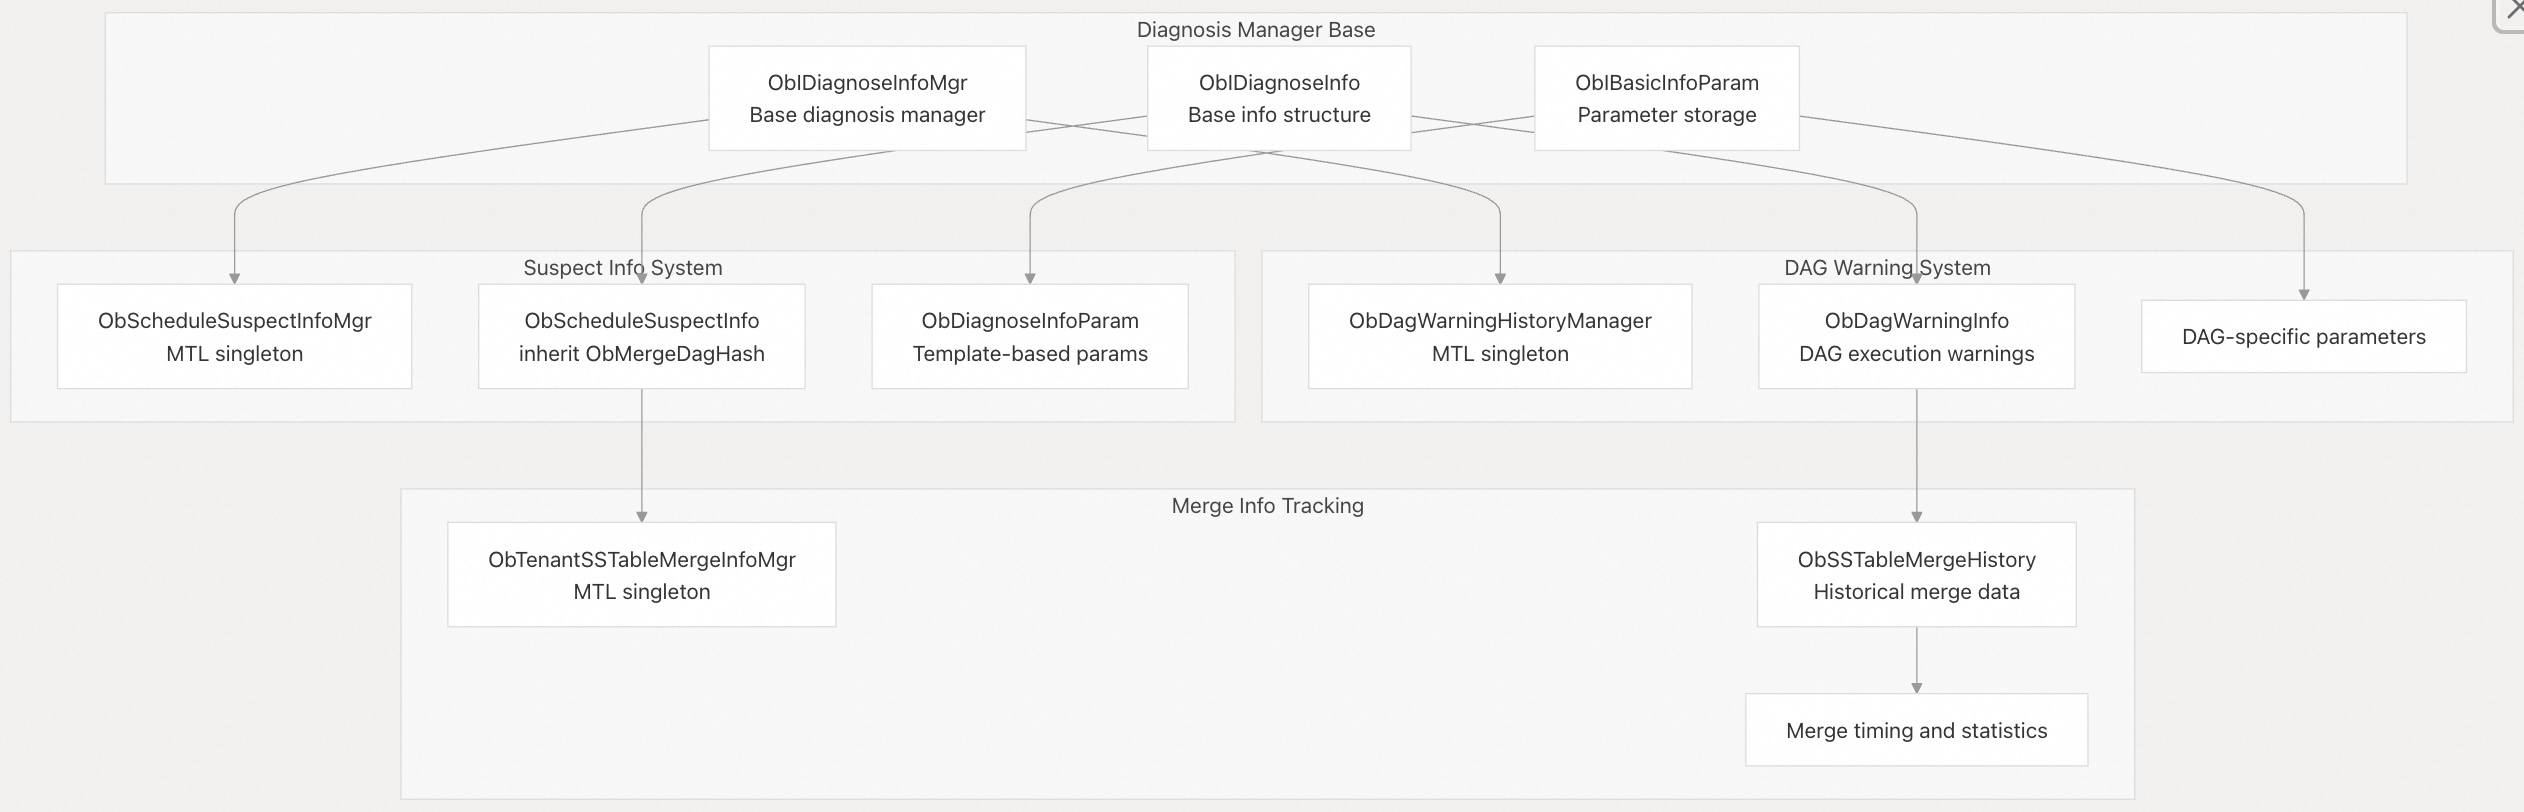 Diagnosis Manager Base
ObIDiagnoseInfoMgr
Base diagnosis manager
ObIDiagnoseInfo
Base info structure
ObIBasicInfoParam
Parameter storage
Suspect Info System
ObScheduleSuspectInfoMgr
MTL singleton
ObScheduleSuspectInfo
inherit ObMergeDagHash
ObDiagnoseInfoParam
Template-based params
DAG Warning System
ObDagWarningHistoryManager
MTL singleton
ObDagWarningInfo
DAG execution warnings
DAG-specific parameters
Merge Info Tracking
ObTenantSSTableMergeInfoMgr
MTL singleton
ObSSTableMergeHistory
Historical merge data
Merge timing and statistics